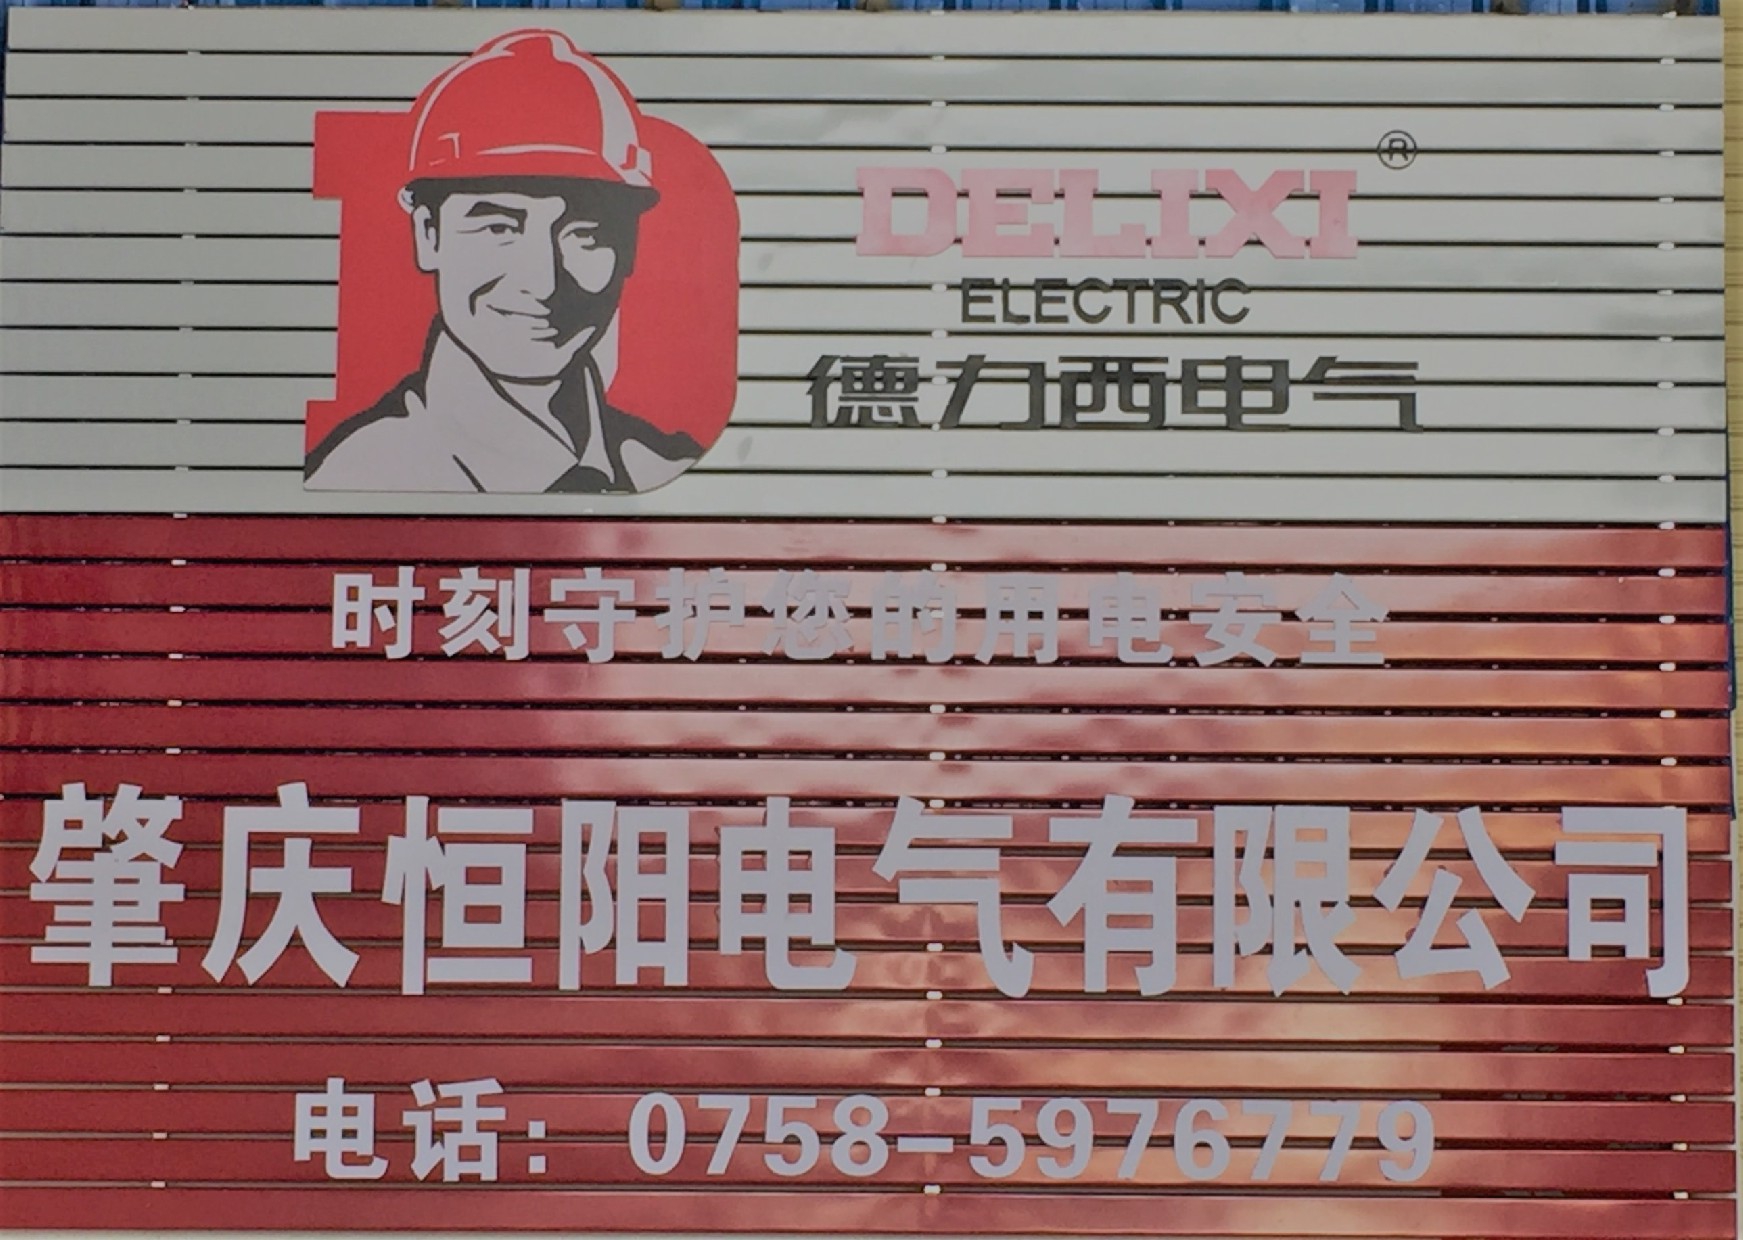 DELIXI ®
ELECTRIC
德力西电气
时刻守护您的用电安全
肇庆恒阳电气有限公司
电话：0758-5976779